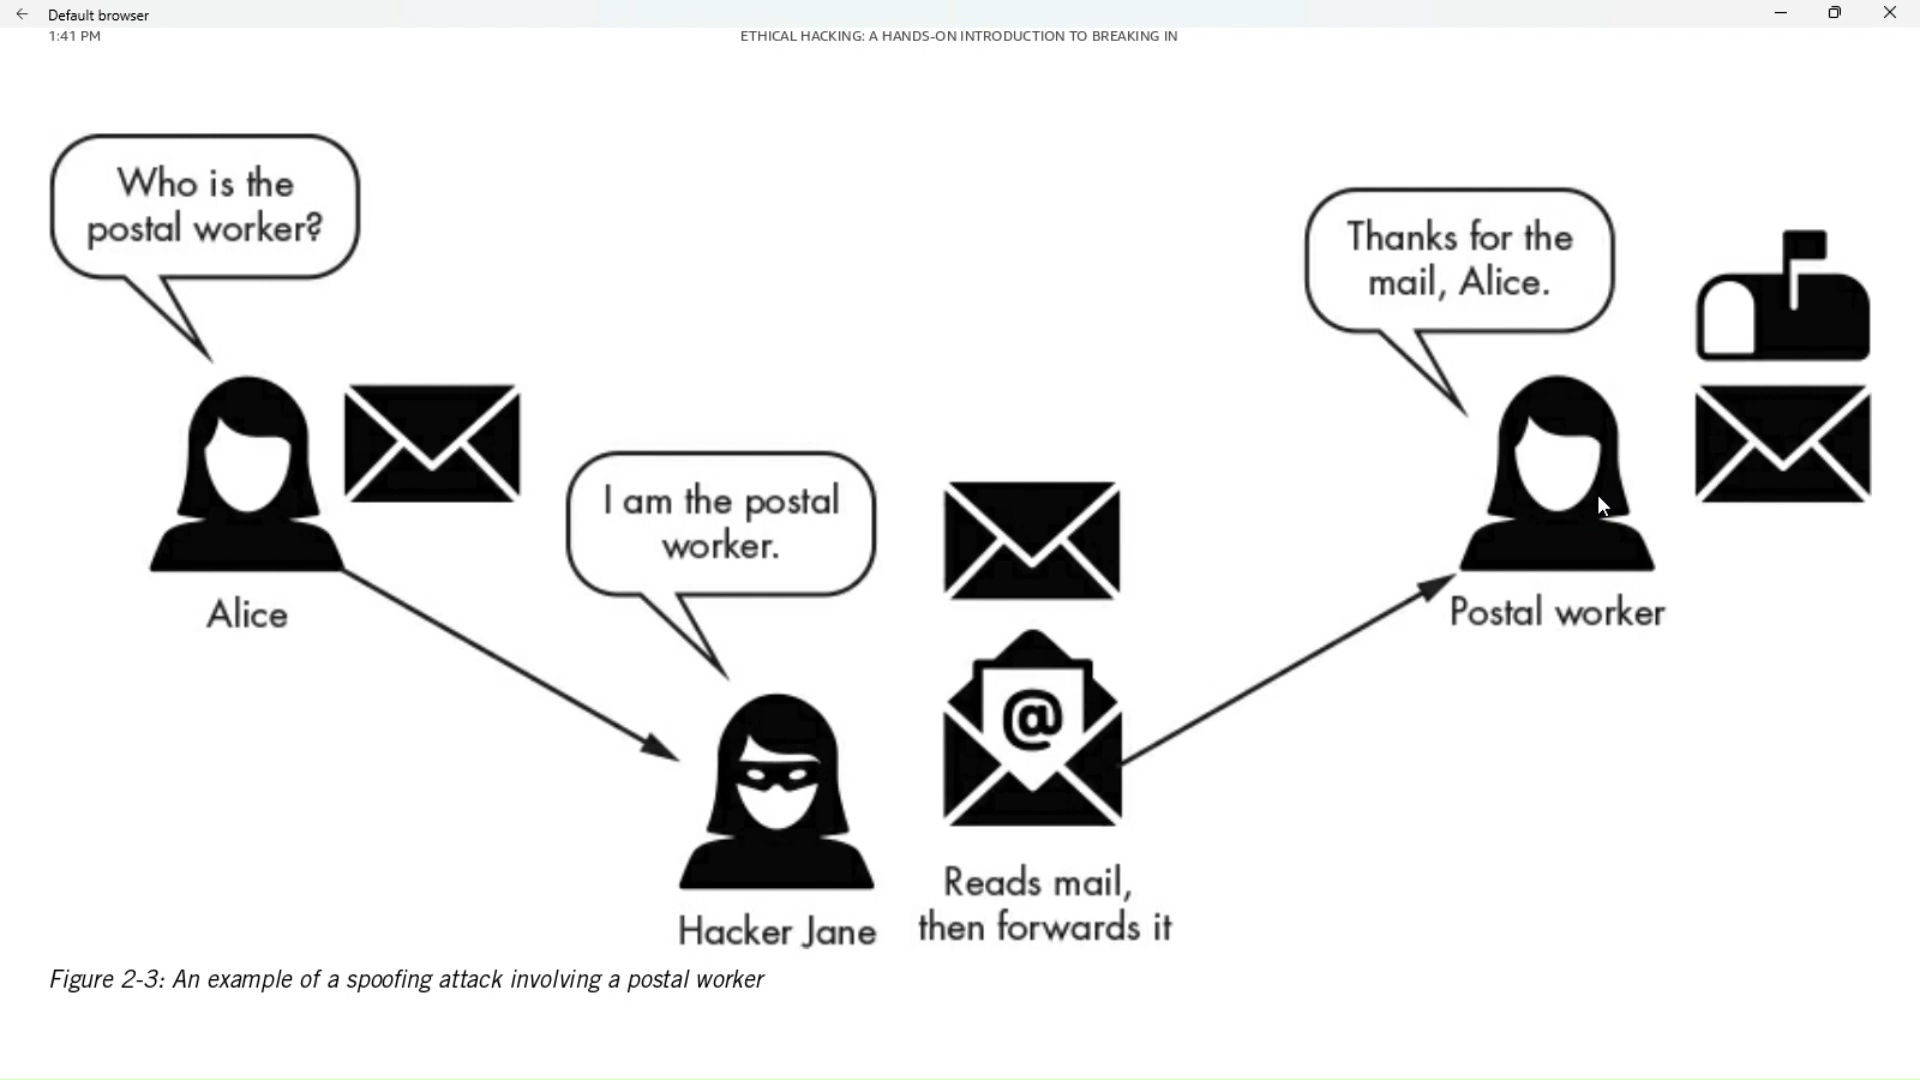 Default browser
1:41 PM
ETHICAL HACKING: A HANDS-ON INTRODUCTION TO BREAKING IN
Who is the
postal worker?
Thanks for the
mail, Alice.
I am the postal
worker.
@
Alice
Postal worker
Hacker Jane
Reads mail,
then forwards it
Figure 2-3: An example of a spoofing attack involving a postal worker